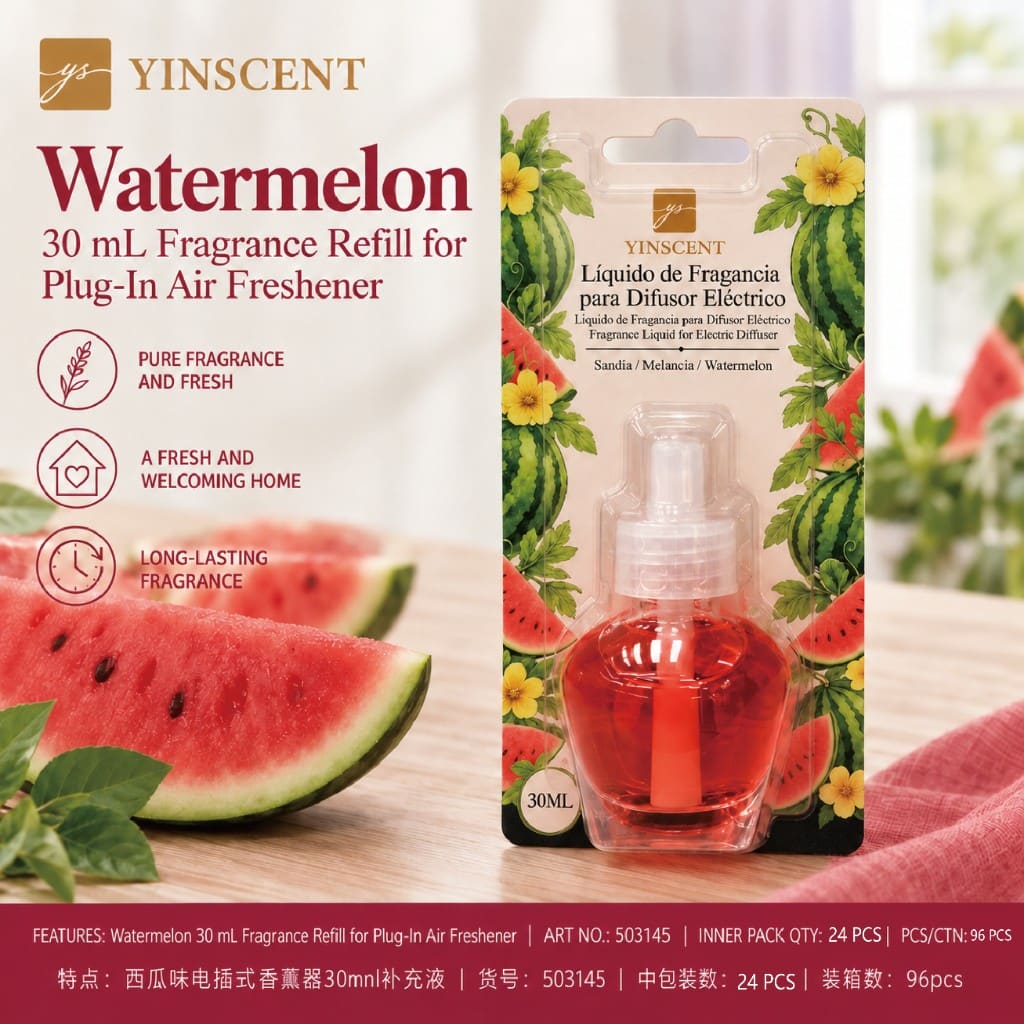 ys YINSCENT
Watermelon
30 mL Fragrance Refill for
Plug-In Air Freshener
PURE FRAGRANCE
AND FRESH
A FRESH AND
WELCOMING HOME
LONG-LASTING
FRAGRANCE
ys
YINSCENT
Líquido de Fragancia
para Difusor Eléctrico
Líquido de Fragancia para Difusor Eléctrico
Fragrance Liquid for Electric Diffuser
Sandia / Melancia / Watermelon
30ML
FEATURES: Watermelon 30 mL Fragrance Refill for Plug-In Air Freshener | ART NO.: 503145 | INNER PACK QTY: 24 PCS | PCS/CTN: 96 PCS
特点：西瓜味电插式香薰器30mnl补充液 | 货号：503145 | 中包装数：24 PCS | 装箱数：96pcs